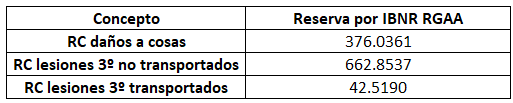 Concepto Reserva por IBNR RGAA
RC daños a cosas 376.0361
RC lesiones 3º no transportados 662.8537
RC lesiones 3º transportados 42.5190